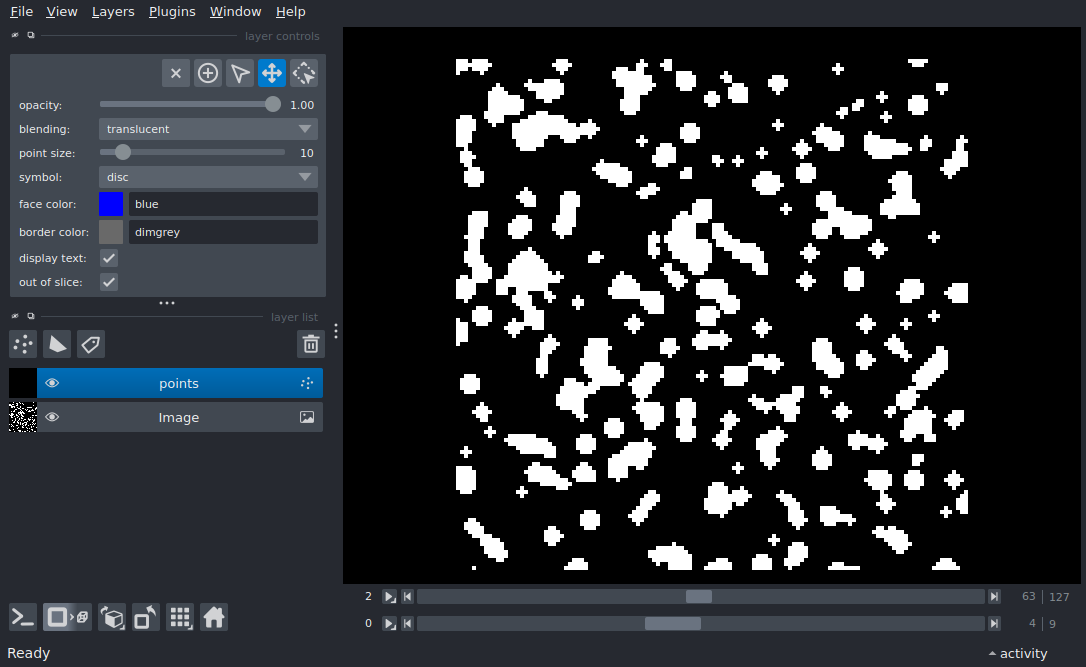 File View Layers Plugins Window Help
layer controls
opacity: 1.00
blending: translucent
point size: 10
symbol: disc
face color: blue
border color: dimgrey
display text:
out of slice:
layer list
points
Image
2 63 127
0 4 9
Ready activity